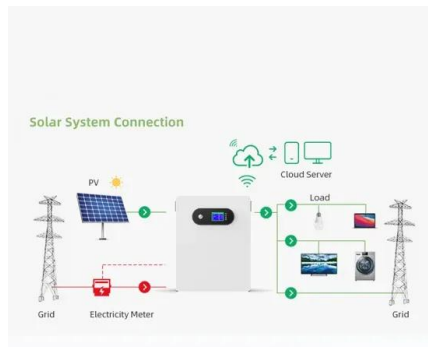 Solar System Connection
Cloud Server
PV
Load
Grid
Electricity Meter
Grid